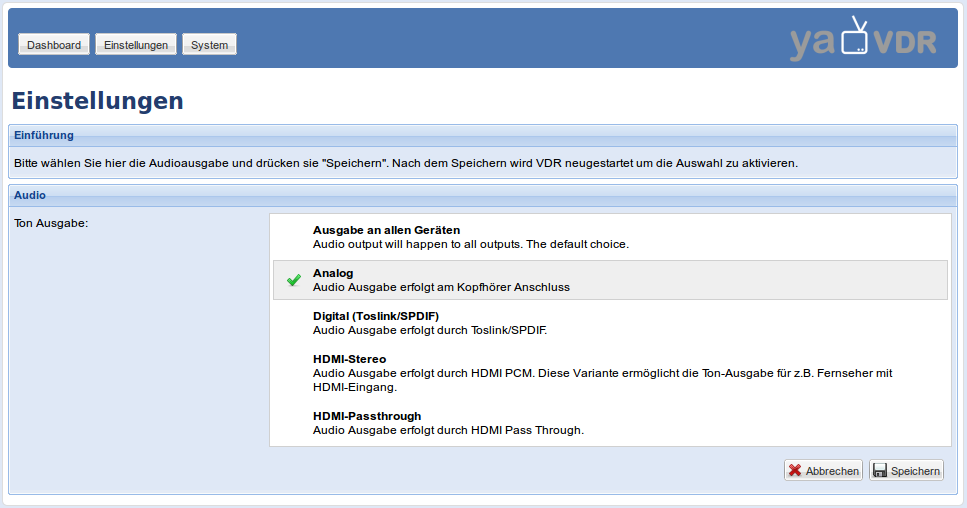 Dashboard Einstellungen System
ya VDR
Einstellungen
Einführung
Bitte wählen Sie hier die Audioausgabe und drücken sie "Speichern". Nach dem Speichern wird VDR neugestartet um die Auswahl zu aktivieren.
Audio
Ton Ausgabe:
Ausgabe an allen Geräten
Audio output will happen to all outputs. The default choice.
Analog
Audio Ausgabe erfolgt am Kopfhörer Anschluss
Digital (Toslink/SPDIF)
Audio Ausgabe erfolgt durch Toslink/SPDIF.
HDMI-Stereo
Audio Ausgabe erfolgt durch HDMI PCM. Diese Variante ermöglicht die Ton-Ausgabe für z.B. Fernseher mit
HDMI-Eingang.
HDMI-Passthrough
Audio Ausgabe erfolgt durch HDMI Pass Through.
Abbrechen Speichern